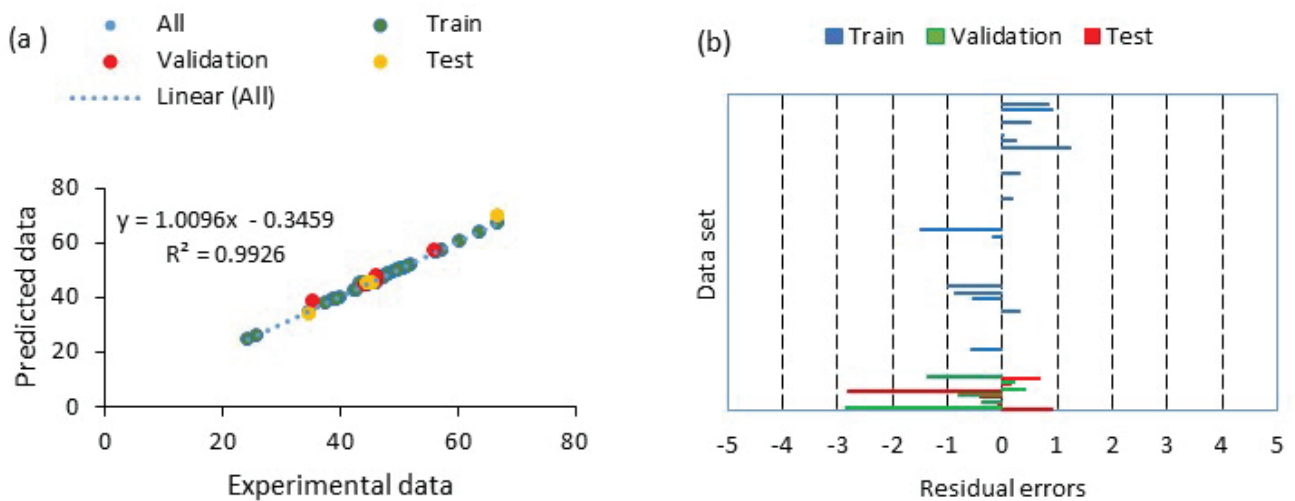 (a )
All
Train
Validation
Test
Linear (All)
Predicted data
80
60
40
20
0
y = 1.0096x - 0.3459
R² = 0.9926
0 20 40 60 80
Experimental data
(b)
Train Validation Test
Data set
-5 -4 -3 -2 -1 0 1 2 3 4 5
Residual errors